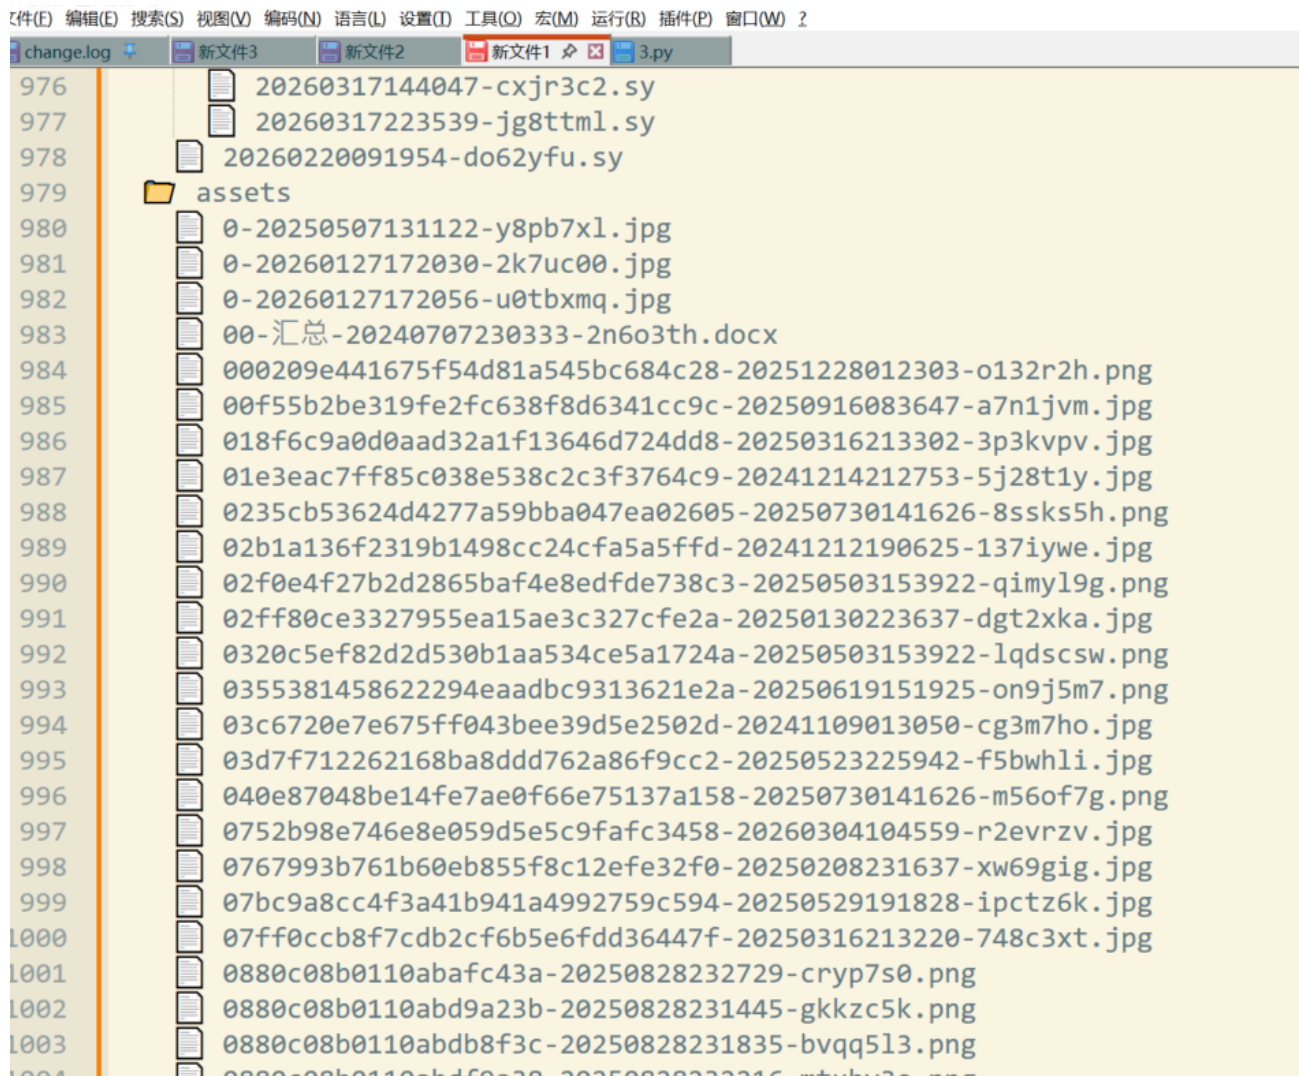 文件(F) 编辑(E) 搜索(S) 视图(V) 编码(N) 语言(L) 设置(T) 工具(O) 宏(M) 运行(R) 插件(P) 窗口(W) ?
change.log 新文件3 新文件2 新文件1 3.py
976 20260317144047-cxjr3c2.sy
977 20260317223539-jg8ttml.sy
978 20260220091954-do62yfu.sy
979 assets
980 0-20250507131122-y8pb7xl.jpg
981 0-20260127172030-2k7uc00.jpg
982 0-20260127172056-u0tbxmq.jpg
983 00-汇总-20240707230333-2n6o3th.docx
984 000209e441675f54d81a545bc684c28-20251228012303-o132r2h.png
985 00f55b2be319fe2fc638f8d6341cc9c-20250916083647-a7n1jvm.jpg
986 018f6c9a0d0aad32a1f13646d724dd8-20250316213302-3p3kvpv.jpg
987 01e3eac7ff85c038e538c2c3f3764c9-20241214212753-5j28t1y.jpg
988 0235cb53624d4277a59bba047ea02605-20250730141626-8ssks5h.png
989 02b1a136f2319b1498cc24cfa5a5ffd-20241212190625-137iywe.jpg
990 02f0e4f27b2d2865baf4e8edfde738c3-20250503153922-qimyl9g.png
991 02ff80ce3327955ea15ae3c327cfe2a-20250130223637-dgt2xka.jpg
992 0320c5ef82d2d530b1aa534ce5a1724a-20250503153922-lqdscsw.png
993 0355381458622294eaadbc9313621e2a-20250619151925-on9j5m7.png
994 03c6720e7e675ff043bee39d5e2502d-20241109013050-cg3m7ho.jpg
995 03d7f712262168ba8ddd762a86f9cc2-20250523225942-f5bwhli.jpg
996 040e87048be14fe7ae0f66e75137a158-20250730141626-m56of7g.png
997 0752b98e746e8e059d5e5c9fafc3458-20260304104559-r2evrzv.jpg
998 0767993b761b60eb855f8c12efe32f0-20250208231637-xw69gig.jpg
999 07bc9a8cc4f3a41b941a4992759c594-20250529191828-ipctz6k.jpg
1000 07ff0ccb8f7cdb2cf6b5e6fdd36447f-20250316213220-748c3xt.jpg
1001 0880c08b0110abafc43a-20250828232729-cryp7s0.png
1002 0880c08b0110abd9a23b-20250828231445-gkkzc5k.png
1003 0880c08b0110abdb8f3c-20250828231835-bvqq5l3.png